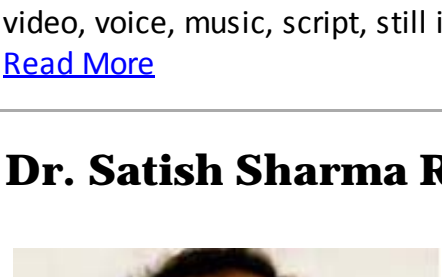 video, voice, music, script, still i
Read More
Dr. Satish Sharma R